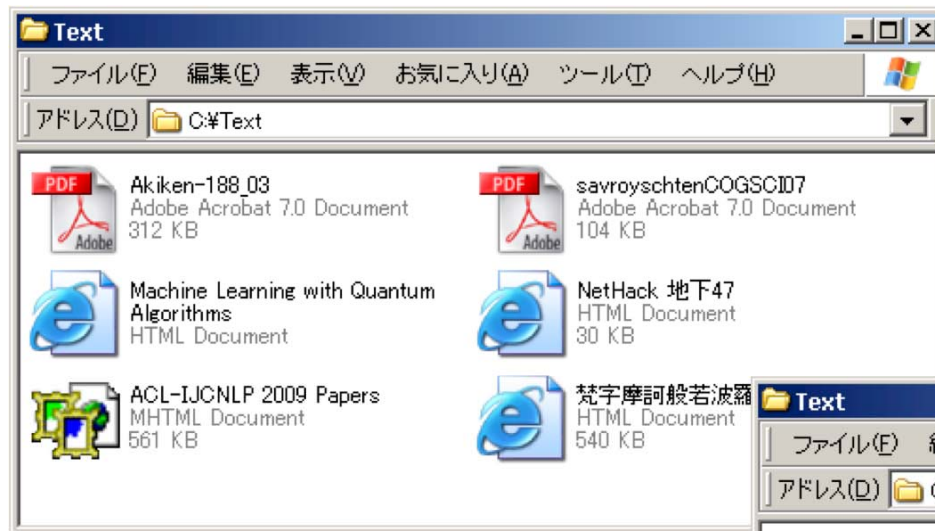 Text
ファイル(F) 編集(E) 表示(V) お気に入り(A) ツール(T) ヘルプ(H)
アドレス(D) C:¥Text
PDF Adobe
Akiken-188_03
Adobe Acrobat 7.0 Document
312 KB
PDF Adobe
savroyschtenCOGSCI07
Adobe Acrobat 7.0 Document
104 KB
Machine Learning with Quantum
Algorithms
HTML Document
NetHack 地下47
HTML Document
30 KB
ACL-IJCNLP 2009 Papers
MHTML Document
561 KB
梵字摩訶般若波羅
HTML Document
540 KB
Text
ファイル(F)
アドレス(D)